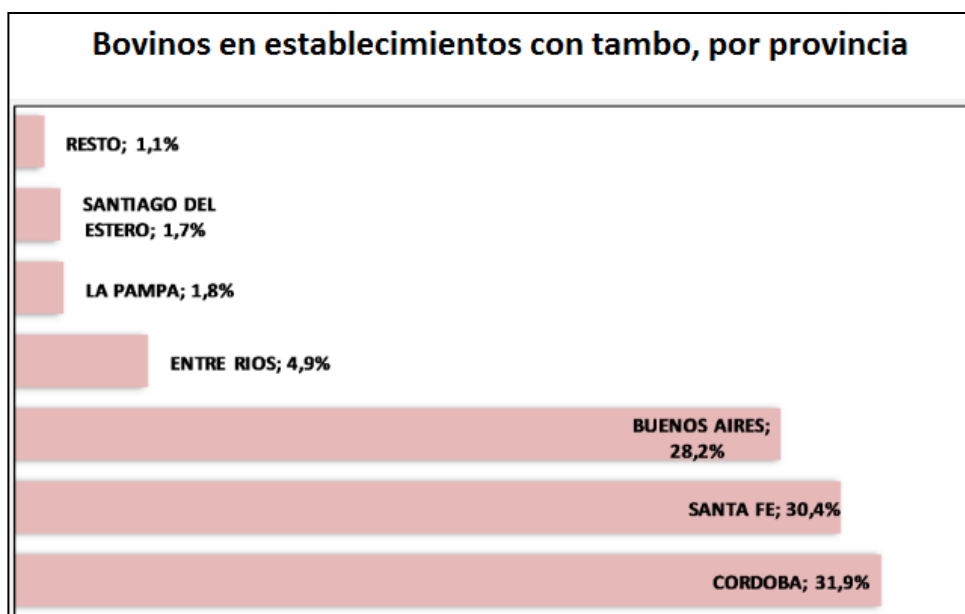 Bovinos en establecimientos con tambo, por provincia
RESTO; 1,1%
SANTIAGO DEL
ESTERO; 1,7%
LA PAMPA; 1,8%
ENTRE RIOS; 4,9%
BUENOS AIRES;
28,2%
SANTA FE; 30,4%
CORDOBA; 31,9%